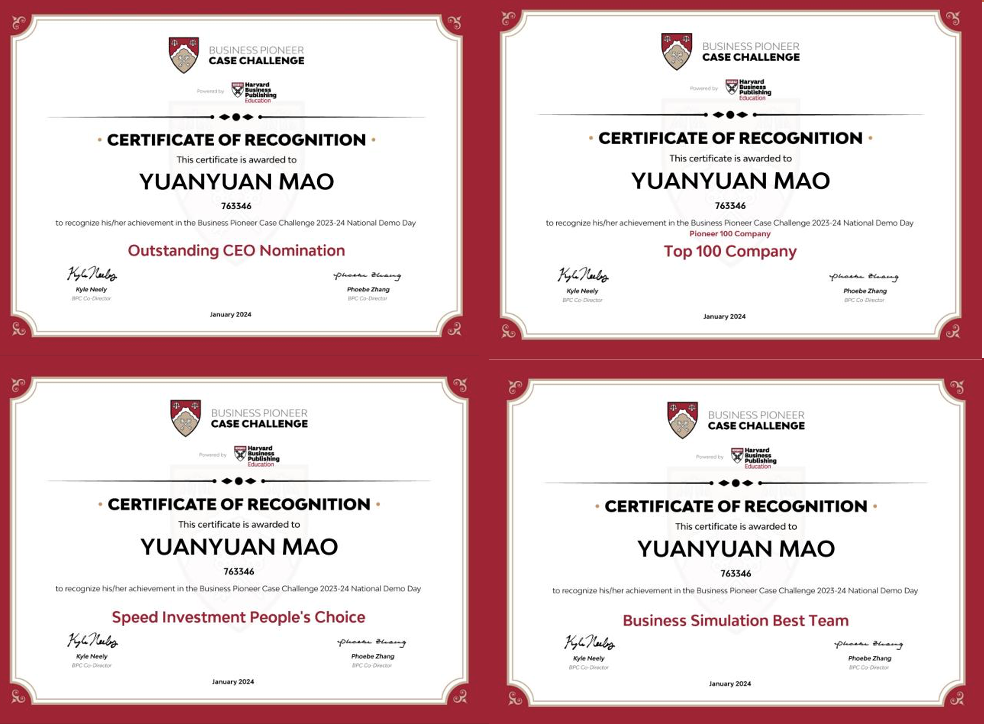 BUSINESS PIONEER
CASE CHALLENGE
Powered by
Harvard
Business
Publishing
Education
• CERTIFICATE OF RECOGNITION •
This certificate is awarded to
YUANYUAN MAO
763346
to recognize his/her achievement in the Business Pioneer Case Challenge 2023-24 National Demo Day
Outstanding CEO Nomination
Kyle Neely
Phoebe Zhang
Kyle Neely
Phoebe Zhang
BPC Co-Director
BPC Co-Director
January 2024
BUSINESS PIONEER
CASE CHALLENGE
Powered by
Harvard
Business
Publishing
Education
• CERTIFICATE OF RECOGNITION •
This certificate is awarded to
YUANYUAN MAO
763346
to recognize his/her achievement in the Business Pioneer Case Challenge 2023-24 National Demo Day
Pioneer 100 Company
Top 100 Company
Kyle Neely
Phoebe Zhang
Kyle Neely
Phoebe Zhang
BPC Co-Director
BPC Co-Director
January 2024
BUSINESS PIONEER
CASE CHALLENGE
Powered by
Harvard
Business
Publishing
Education
• CERTIFICATE OF RECOGNITION •
This certificate is awarded to
YUANYUAN MAO
763346
to recognize his/her achievement in the Business Pioneer Case Challenge 2023-24 National Demo Day
Speed Investment People's Choice
Kyle Neely
Phoebe Zhang
Kyle Neely
Phoebe Zhang
BPC Co-Director
BPC Co-Director
January 2024
BUSINESS PIONEER
CASE CHALLENGE
Powered by
Harvard
Business
Publishing
Education
• CERTIFICATE OF RECOGNITION •
This certificate is awarded to
YUANYUAN MAO
763346
to recognize his/her achievement in the Business Pioneer Case Challenge 2023-24 National Demo Day
Business Simulation Best Team
Kyle Neely
Phoebe Zhang
Kyle Neely
Phoebe Zhang
BPC Co-Director
BPC Co-Director
January 2024